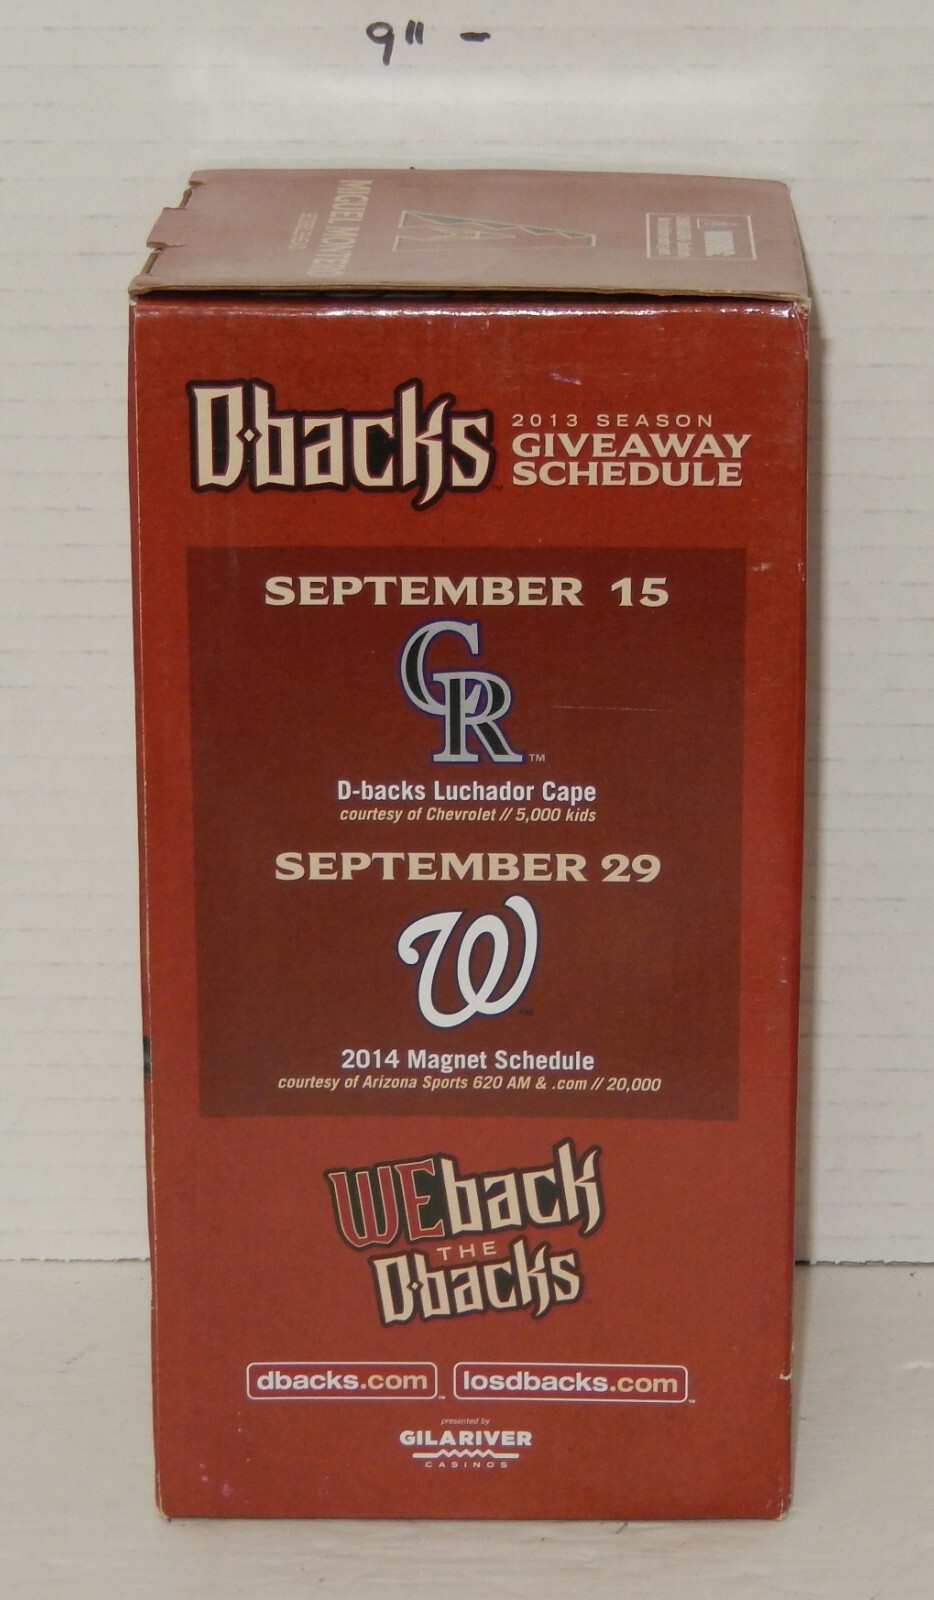 9" -
MIGUEL MONTERO
D-backs
2013 SEASON
GIVEAWAY
SCHEDULE
SEPTEMBER 15
CR
TM
D-backs Luchador Cape
courtesy of Chevrolet // 5,000 kids
SEPTEMBER 29
W
TM
2014 Magnet Schedule
courtesy of Arizona Sports 620 AM & .com // 20,000
WEback
THE
D-backs
dbacks.com
losdbacks.com
presented by
GILARIVER
CASINOS